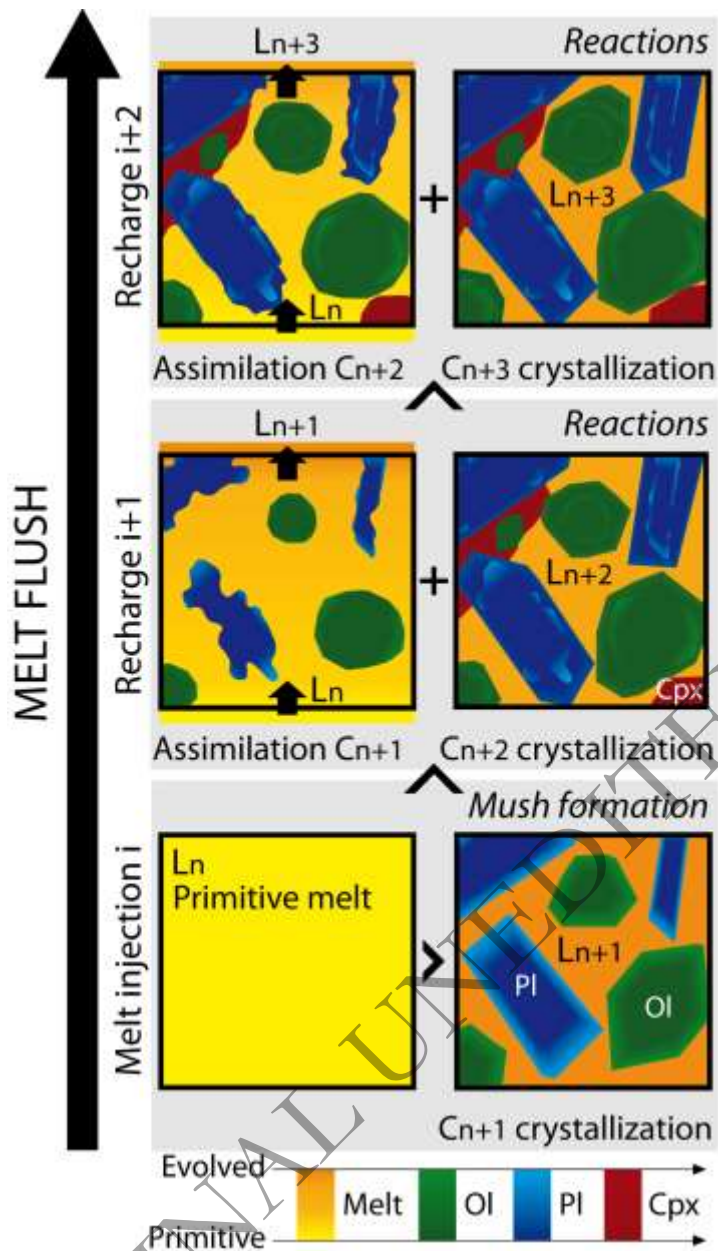 MELT FLUSH
Recharge i+2
Ln+3
Reactions
Ln
Ln+3
Assimilation Cn+2
Cn+3 crystallization
Recharge i+1
Ln+1
Reactions
Ln
Ln+2
Cpx
Assimilation Cn+1
Cn+2 crystallization
Melt injection i
Mush formation
Ln
Primitive melt
Ln+1
Pl
Ol
Cn+1 crystallization
Evolved
Melt
Ol
Pl
Cpx
Primitive
NAL UNEDITE